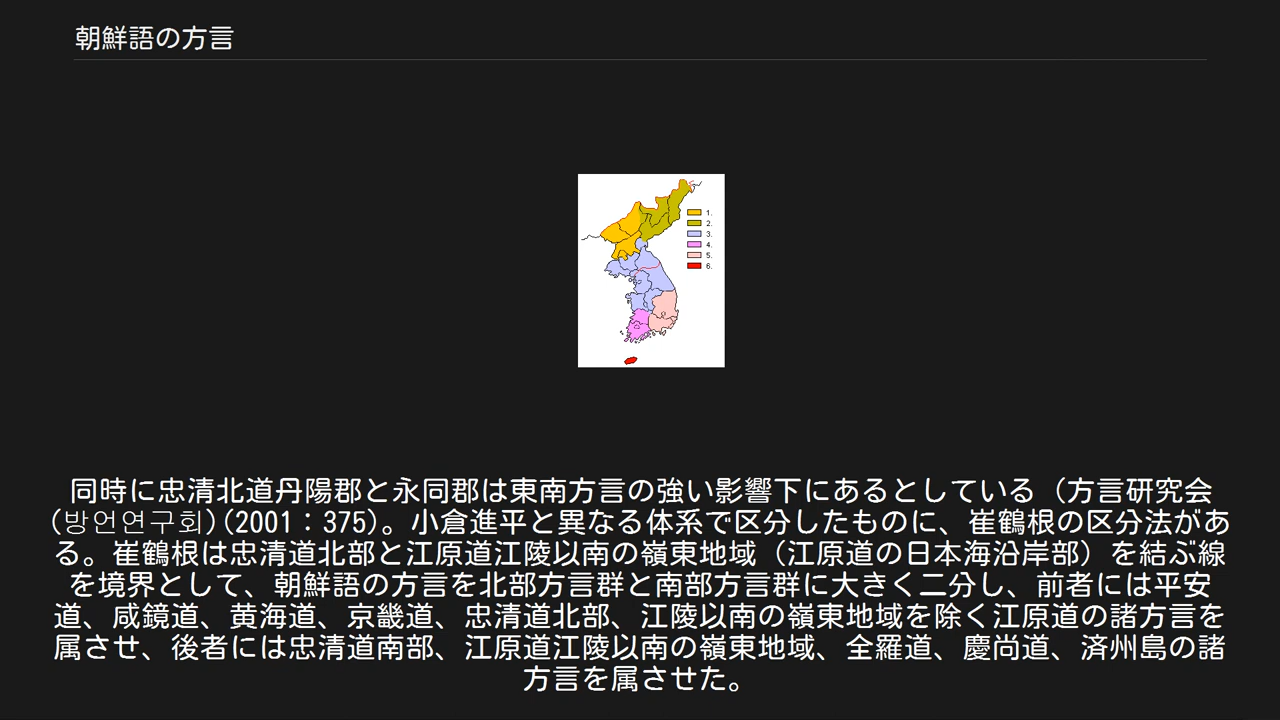 朝鮮語の方言
1.
2.
3.
4.
5.
6.
同時に忠清北道丹陽郡と永同郡は東南方言の強い影響下にあるとしている（方言研究会
(방언연구회)(2001：375)。小倉進平と異なる体系で区分したものに、崔鶴根の区分法があ
る。崔鶴根は忠清道北部と江原道江陵以南の嶺東地域（江原道の日本海沿岸部）を結ぶ線
を境界として、朝鮮語の方言を北部方言群と南部方言群に大きく二分し、前者には平安
道、咸鏡道、黄海道、京畿道、忠清道北部、江陵以南の嶺東地域を除く江原道の諸方言を
属させ、後者には忠清道南部、江原道江陵以南の嶺東地域、全羅道、慶尚道、済州島の諸
方言を属させた。